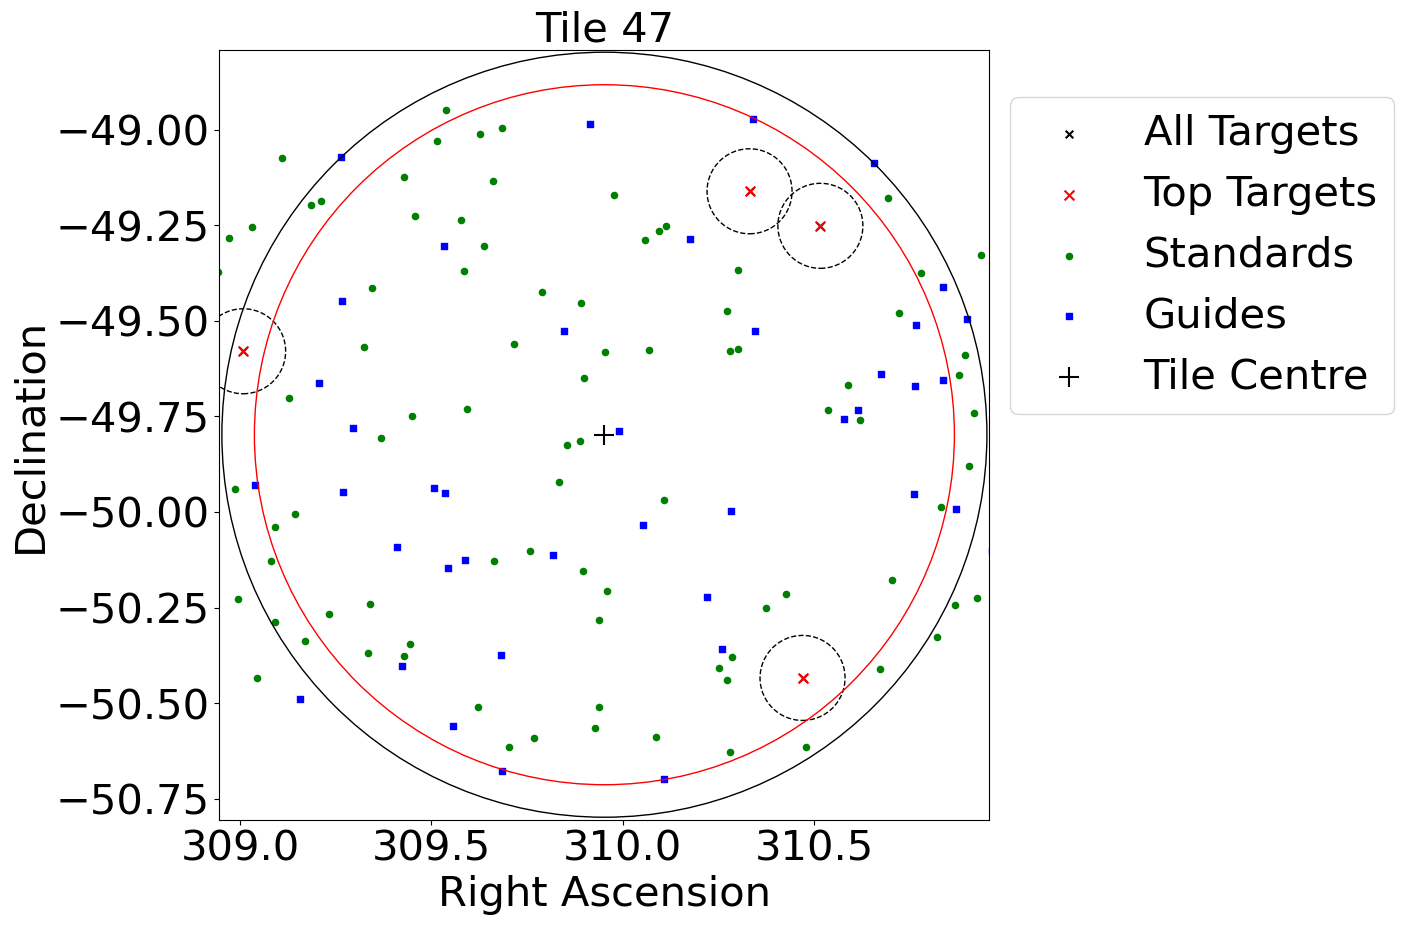 Tile 47
−49.00
−49.25
−49.50
−49.75
−50.00
−50.25
−50.50
−50.75
Declination
309.0 309.5 310.0 310.5
Right Ascension
All Targets
Top Targets
Standards
Guides
Tile Centre